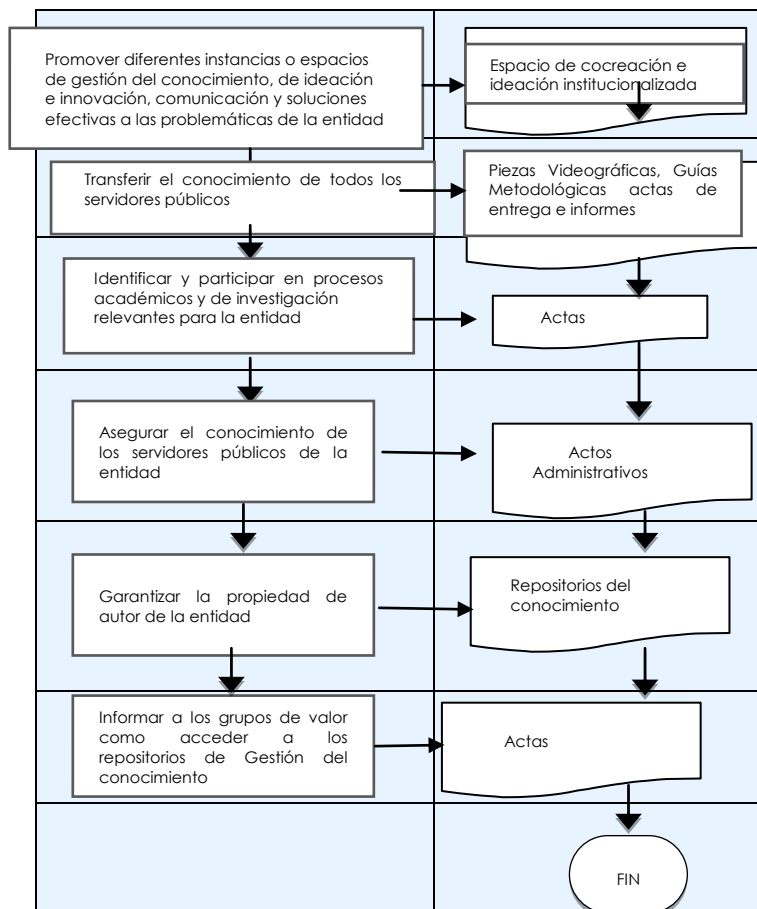 Promover diferentes instancias o espacios
de gestión del conocimiento, de ideación
e innovación, comunicación y soluciones
efectivas a las problemáticas de la entidad
Espacio de cocreación e
ideación institucionalizada
Transferir el conocimiento de todos los
servidores públicos
Piezas Videográficas, Guías
Metodológicas actas de
entrega e informes
Identificar y participar en procesos
académicos y de investigación
relevantes para la entidad
Actas
Asegurar el conocimiento de
los servidores públicos de la
entidad
Actos
Administrativos
Garantizar la propiedad de
autor de la entidad
Repositorios del
conocimiento
Informar a los grupos de valor
como acceder a los
repositorios de Gestión del
conocimiento
Actas
FIN